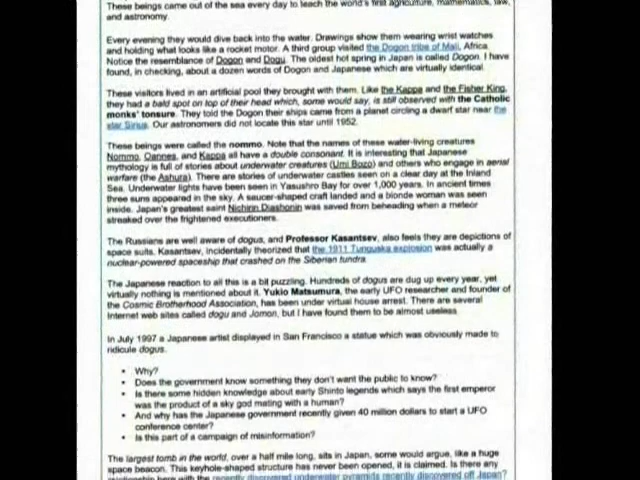 These beings came out of the sea every day to teach the world's first agriculture, mathematics, law,
and astronomy.
Every evening they would dive back into the water. Drawings show them wearing wrist watches
and holding what looks like a rocket motor. A third group visited the Dogon tribe of Mali, Africa.
Notice the resemblance of Dogon and Dogu. The oldest hot spring in Japan is called Dogon. I have
found, in checking, about a dozen words of Dogon and Japanese which are virtually identical.
These visitors lived in an artificial pool they brought with them. Like the Kappa and the Fisher King,
they had a bald spot on top of their head which, some would say, is still observed with the Catholic
monks' tonsure. They told the Dogon their ships came from a planet circling a dwarf star near the
star Sirius. Our astronomers did not locate this star until 1952.
These beings were called the nommo. Note that the names of these water-living creatures
Nommo, Oannes, and Kappa all have a double consonant. It is interesting that Japanese
mythology is full of stories about underwater creatures (Umi Bozo) and others who engage in aerial
warfare (the Ashura). There are stories of underwater castles seen on a clear day at the Inland
Sea. Underwater lights have been seen in Yasushro Bay for over 1,000 years. In ancient times
three suns appeared in the sky. A saucer-shaped craft landed and a blonde woman was seen
inside. Japan's greatest saint Nichirin Diashonin was saved from beheading when a meteor
streaked over the frightened executioners.
The Russians are well aware of dogus, and Professor Kasantsev, also feels they are depictions of
space suits. Kasantsev, incidentally theorized that the 1911 Tunguska explosion was actually a
nuclear-powered spaceship that crashed on the Siberian tundra.
The Japanese reaction to all this is a bit puzzling. Hundreds of dogus are dug up every year, yet
virtually nothing is mentioned about it. Yukio Matsumura, the early UFO researcher and founder of
the Cosmic Brotherhood Association, has been under virtual house arrest. There are several
Internet web sites called dogu and Jomon, but I have found them to be almost useless.
In July 1997 a Japanese artist displayed in San Francisco a statue which was obviously made to
ridicule dogus.
• Why?
• Does the government know something they don't want the public to know?
• Is there some hidden knowledge about early Shinto legends which says the first emperor
was the product of a sky god mating with a human?
• And why has the Japanese government recently given 40 million dollars to start a UFO
conference center?
• Is this part of a campaign of misinformation?
The largest tomb in the world, over a half mile long, sits in Japan, some would argue, like a huge
space beacon. This keyhole-shaped structure has never been opened, it is claimed. Is there any
relationship here with the recently discovered underwater pyramids recently discovered off Japan?